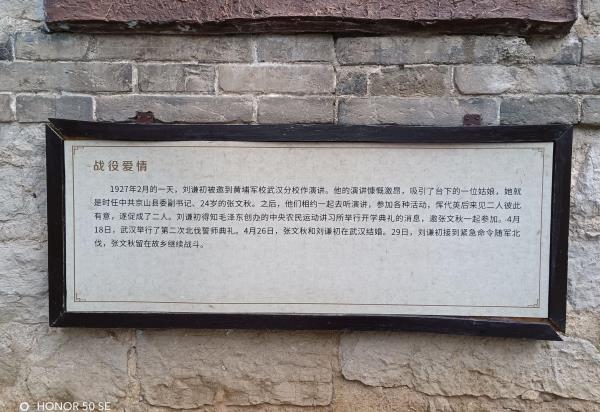 战役爱情
1927年2月的一天，刘谦初被邀到黄埔军校武汉分校作演讲。他的演讲慷慨激昂，吸引了台下的一位姑娘，她就
是时任中共京山县委副书记、24岁的张文秋。之后，他们相约一起去听演讲，参加各种活动，恽代英后来见二人彼此
有意，遂促成了二人。刘谦初得知毛泽东创办的中央农民运动讲习所举行开学典礼的消息，邀张文秋一起参加。4月
18日，武汉举行了第二次北伐誓师典礼。4月26日，张文秋和刘谦初在武汉结婚。29日，刘谦初接到紧急命令随军北
伐，张文秋留在故乡继续战斗。
HONOR 50 SE